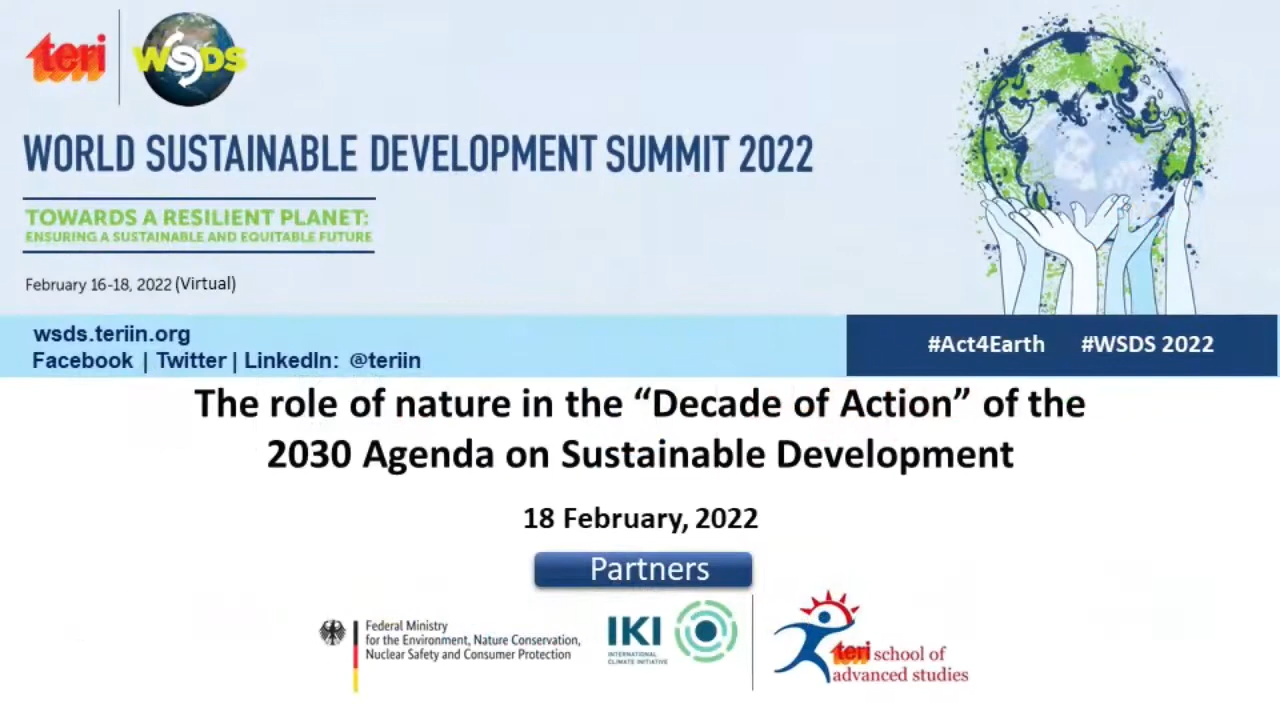 teri
WSDS
WORLD SUSTAINABLE DEVELOPMENT SUMMIT 2022
TOWARDS A RESILIENT PLANET:
ENSURING A SUSTAINABLE AND EQUITABLE FUTURE
February 16-18, 2022 (Virtual)
wsds.teriin.org
Facebook | Twitter | LinkedIn: @teriin
#Act4Earth #WSDS 2022
The role of nature in the “Decade of Action” of the
2030 Agenda on Sustainable Development
18 February, 2022
Partners
Federal Ministry
for the Environment, Nature Conservation,
Nuclear Safety and Consumer Protection
IKI
INTERNATIONAL
CLIMATE INITIATIVE
teri school of
advanced studies